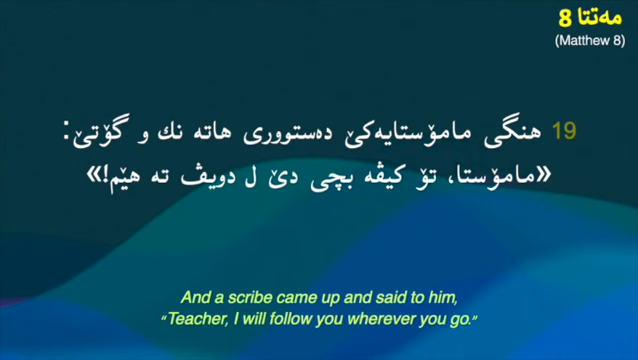 مەتتا 8
(Matthew 8)
19 هنگی مامۆستایەکێ دەستووری هاتە نك و گۆتێ:
«مامۆستا، تۆ کیڤە بچی دێ ل دویڤ تە هێم!»
And a scribe came up and said to him,
“Teacher, I will follow you wherever you go.”